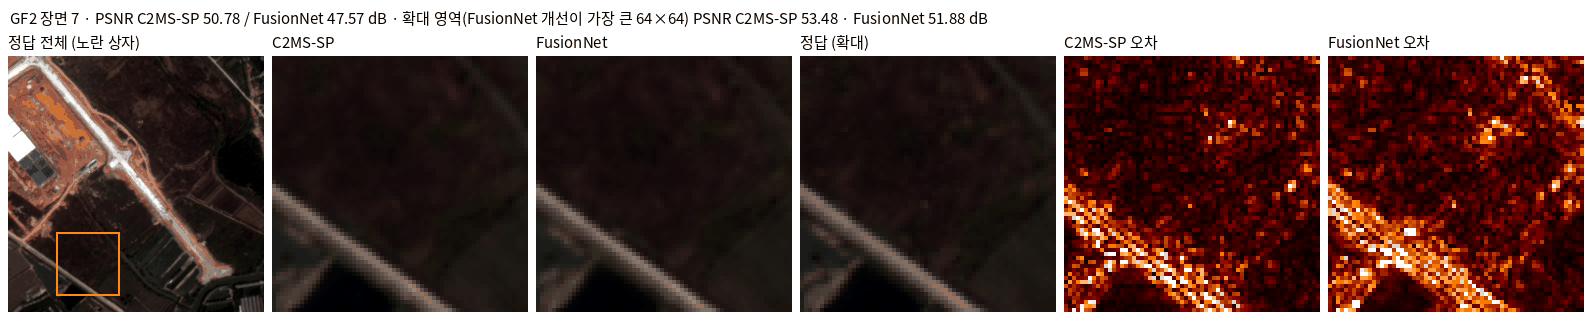 GF2 장면 7 · PSNR C2MS-SP 50.78 / FusionNet 47.57 dB · 확대 영역(FusionNet 개선이 가장 큰 64×64) PSNR C2MS-SP 53.48 · FusionNet 51.88 dB
정답 전체 (노란 상자)
C2MS-SP
FusionNet
정답 (확대)
C2MS-SP 오차
FusionNet 오차